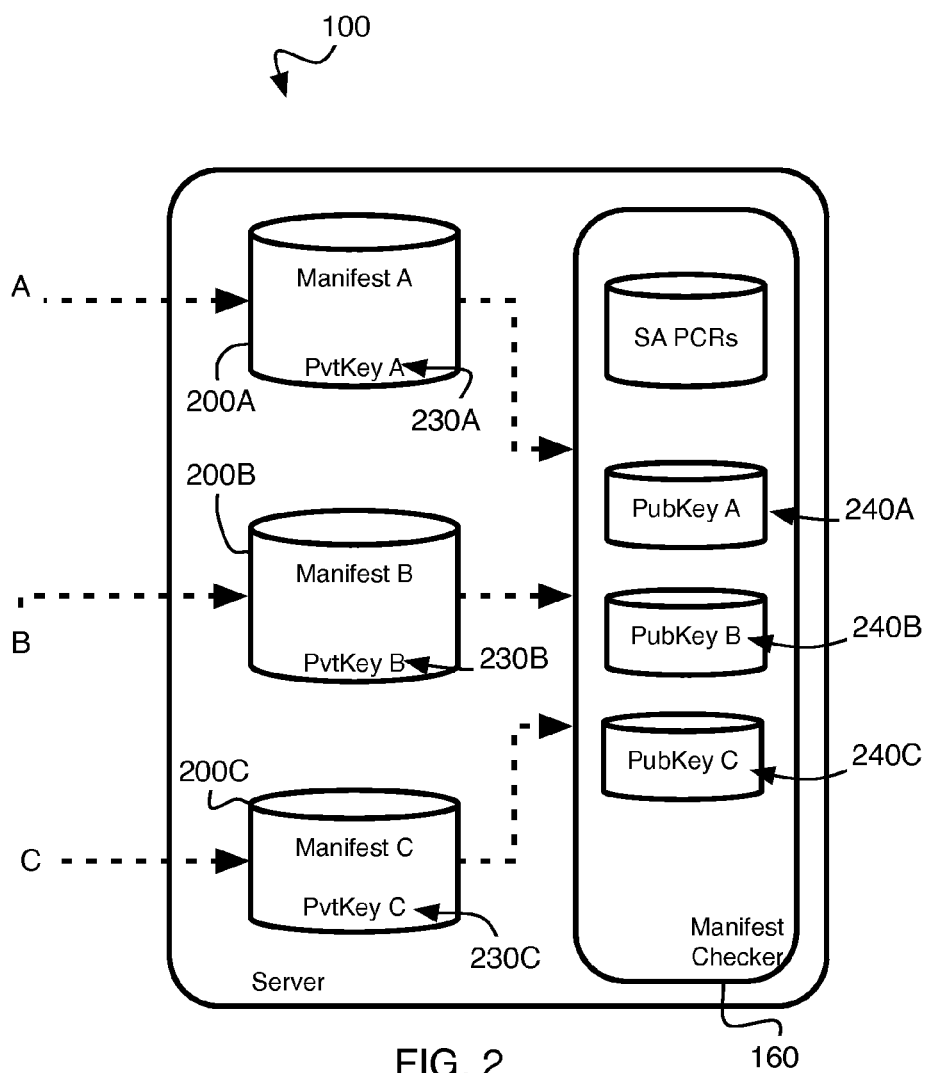 100
A
Manifest A
PvtKey A
200A
230A
SA PCRs
200B
PubKey A
240A
Manifest B
B
PvtKey B
230B
PubKey B
240B
200C
PubKey C
240C
C
Manifest C
PvtKey C
230C
Manifest
Checker
Server
160
FIG. 2